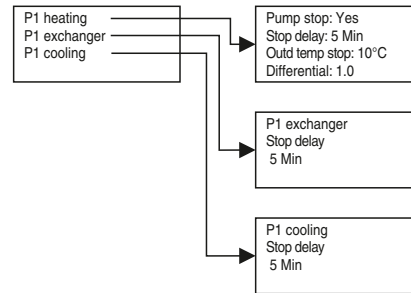 P1 heating
P1 exchanger
P1 cooling
Pump stop: Yes
Stop delay: 5 Min
Outd temp stop: 10°C
Differential: 1.0
P1 exchanger
Stop delay
5 Min
P1 cooling
Stop delay
5 Min